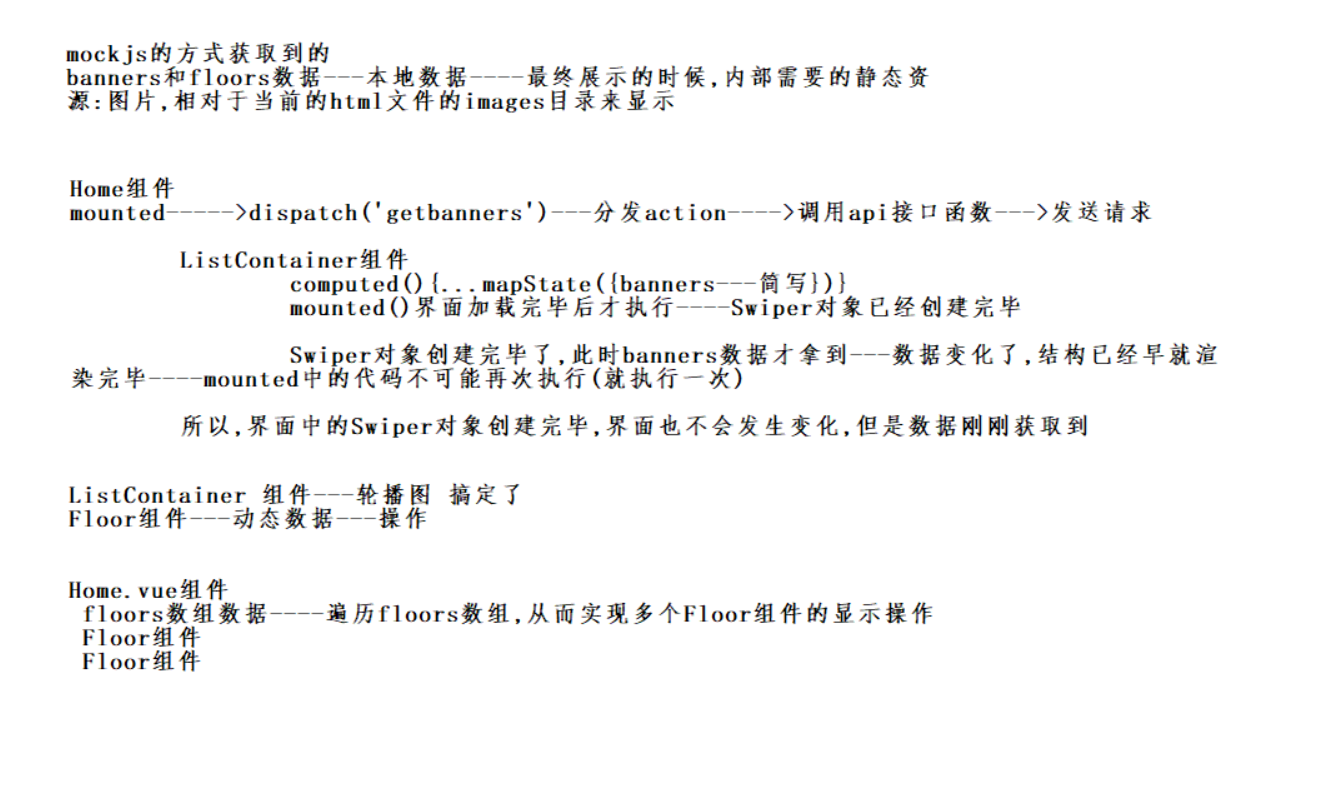 mockjs的方式获取到的
banners和floors数据---本地数据----最终展示的时候,内部需要的静态资
源:图片,相对于当前的html文件的images目录来显示
Home组件
mounted----->dispatch('getbanners')---分发action---->调用api接口函数--->发送请求
ListContainer组件
computed(){...mapState({banners---简写})}
mounted()界面加载完毕后才执行----Swiper对象已经创建完毕
Swiper对象创建完毕了,此时banners数据才拿到---数据变化了,结构已经早就渲
染完毕----mounted中的代码不可能再次执行(就执行一次)
所以,界面中的Swiper对象创建完毕,界面也不会发生变化,但是数据刚刚获取到
ListContainer 组件---轮播图 搞定了
Floor组件---动态数据---操作
Home.vue组件
floors数组数据----遍历floors数组,从而实现多个Floor组件的显示操作
Floor组件
Floor组件